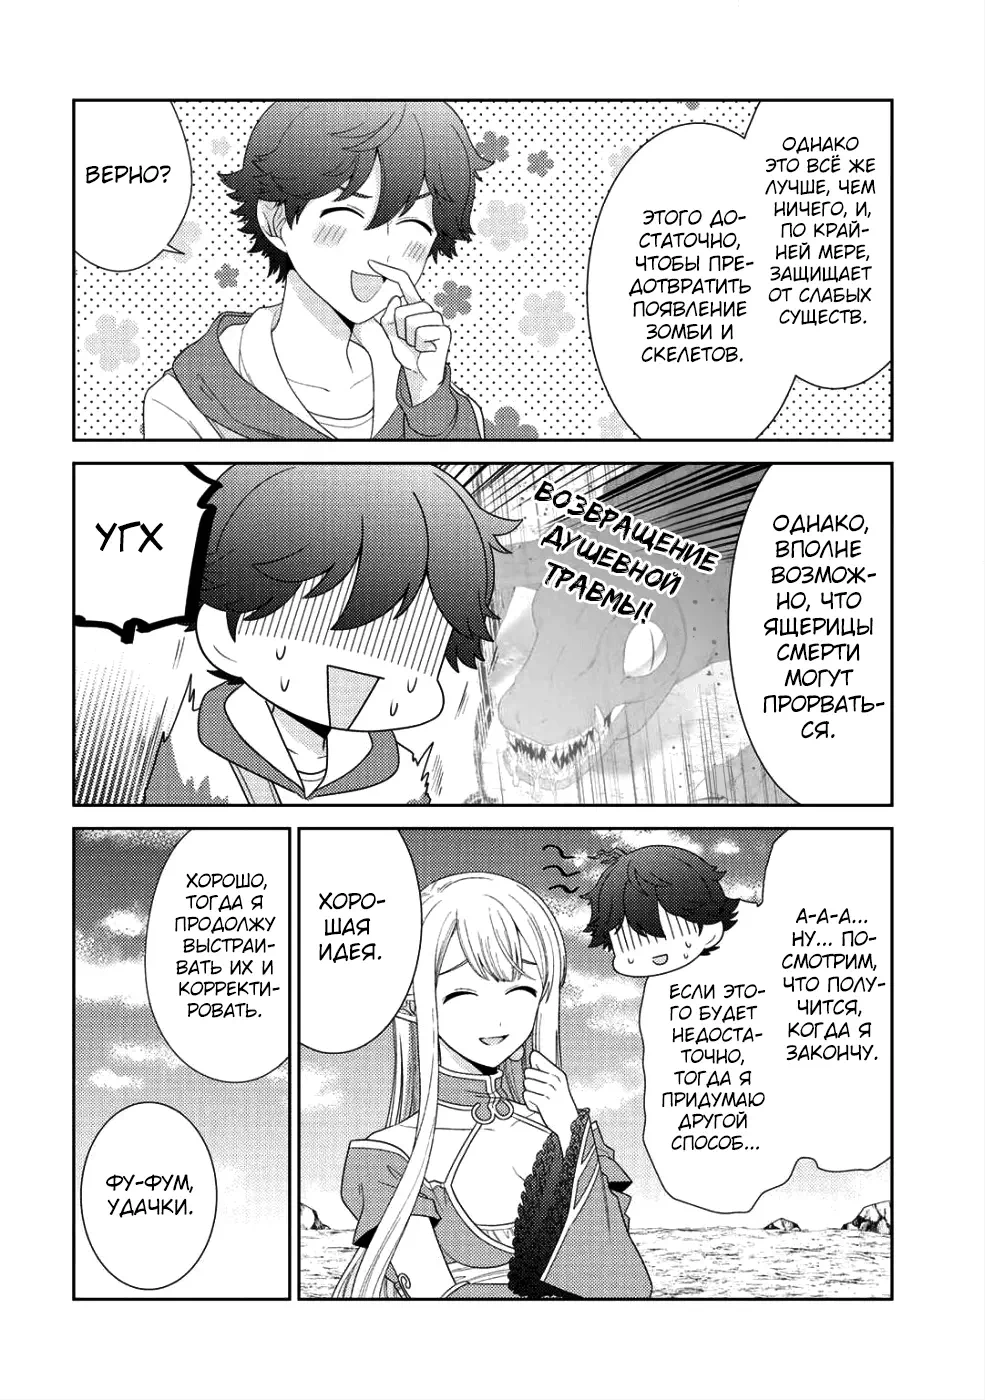 ОДНАКО
ЭТО ВСЁ ЖЕ
ЛУЧШЕ, ЧЕМ
НИЧЕГО, И,
ПО КРАЙ-
НЕЙ МЕРЕ,
ЗАЩИЩАЕТ
ОТ СЛАБЫХ
СУЩЕСТВ.
ЭТОГО ДО-
СТАТОЧНО,
ЧТОБЫ ПРЕ-
ДОТВРАТИТЬ
ПОЯВЛЕНИЕ
ЗОМБИ И
СКЕЛЕТОВ.
ВЕРНО?
ОДНАКО,
ВПОЛНЕ
ВОЗМОЖ-
НО, ЧТО
ЯЩЕРИЦЫ
СМЕРТИ
МОГУТ
ПРОРВАТЬ-
СЯ.
ВОЗВРАЩЕНИЕ
ДУШЕВНОЙ
ТРАВМЫ!
УГХ
А-А-А...
НУ... ПО-
СМОТРИМ,
ЧТО ПОЛУ-
ЧИТСЯ,
КОГДА Я
ЗАКОНЧУ.
ЕСЛИ ЭТО-
ГО БУДЕТ
НЕДОСТА-
ТОЧНО,
ТОГДА Я
ПРИДУМАЮ
ДРУГОЙ
СПОСОБ...
ХОРО-
ШАЯ
ИДЕЯ.
ХОРОШО,
ТОГДА Я
ПРОДОЛЖУ
ВЫСТРАИ-
ВАТЬ ИХ И
КОРРЕКТИ-
РОВАТЬ.
ФУ-ФУМ,
УДАЧКИ.